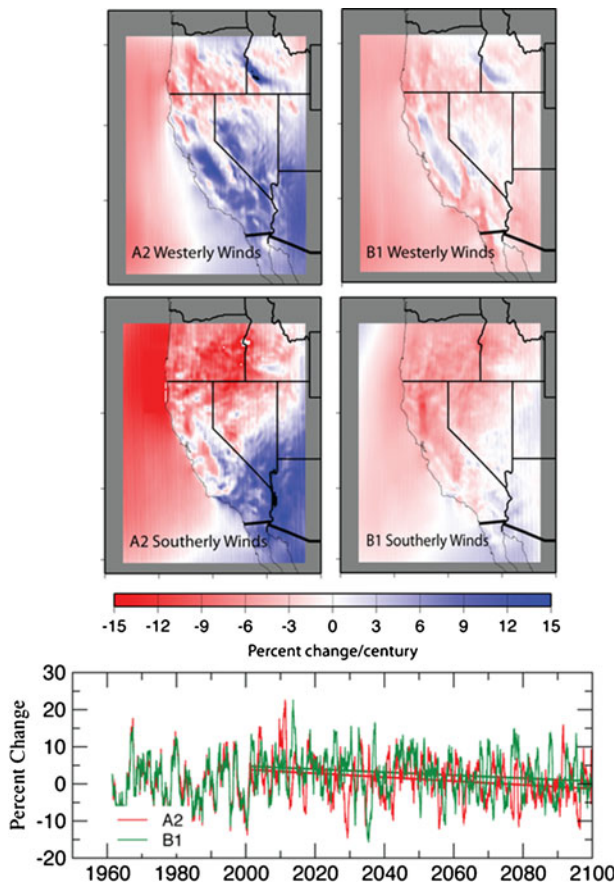 A2 Westerly Winds
B1 Westerly Winds
A2 Southerly Winds
B1 Southerly Winds
-15 -12 -9 -6 -3 0 3 6 9 12 15
Percent change/century
30
20
10
0
-10
-20
Percent Change
A2
B1
1960 1980 2000 2020 2040 2060 2080 2100